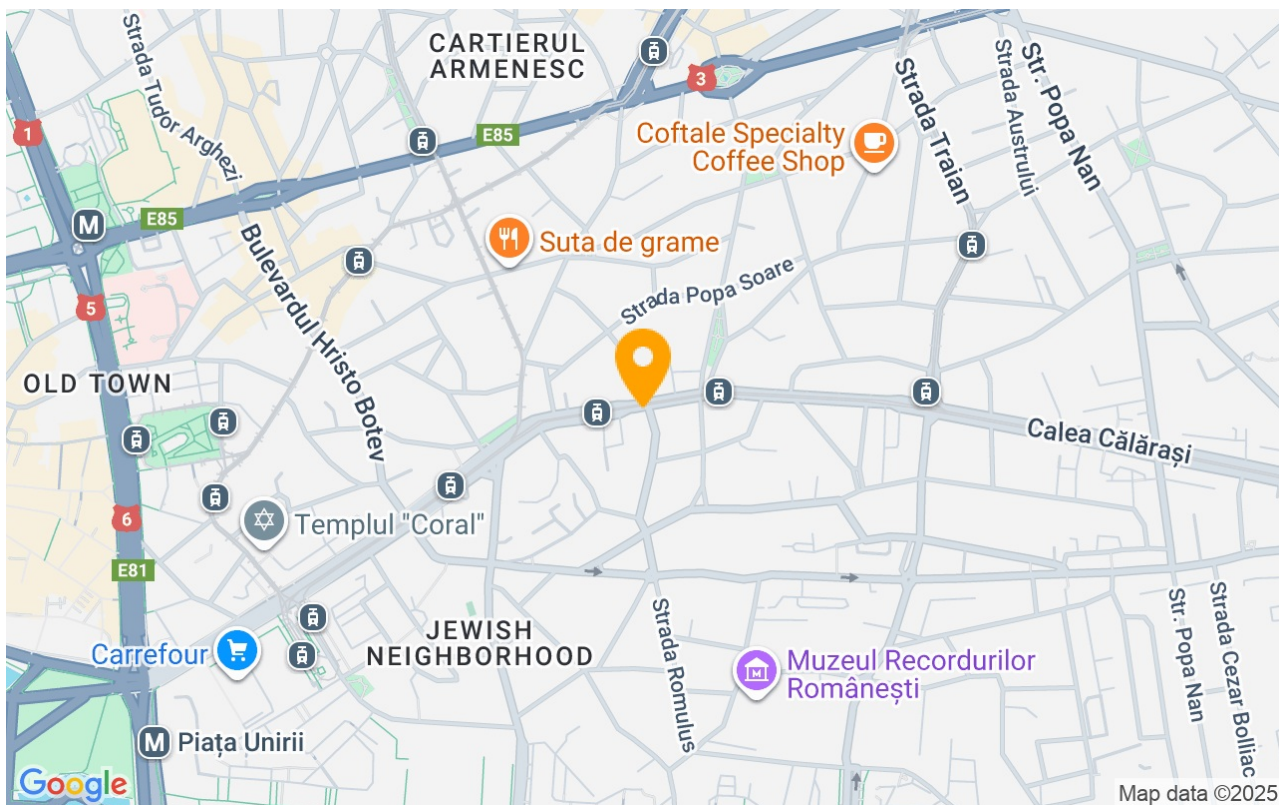 Strada Tudor Arghezi
CARTIERUL
ARMENESC
3
Str. Popa Nan
Strada Austrului
Strada Traian
1
E85
Coftale Specialty
Coffee Shop
M
E85
Bulevardul Hristo Botev
Suta de grame
Strada Popa Soare
5
OLD TOWN
Calea Călărași
6
Templul "Coral"
E81
Strada Romulus
JEWISH
NEIGHBORHOOD
Carrefour
Muzeul Recordurilor
Românești
M
Str. Popa Nan
Strada Cezar Bolliac
M Piața Unirii
Google
Map data ©2025